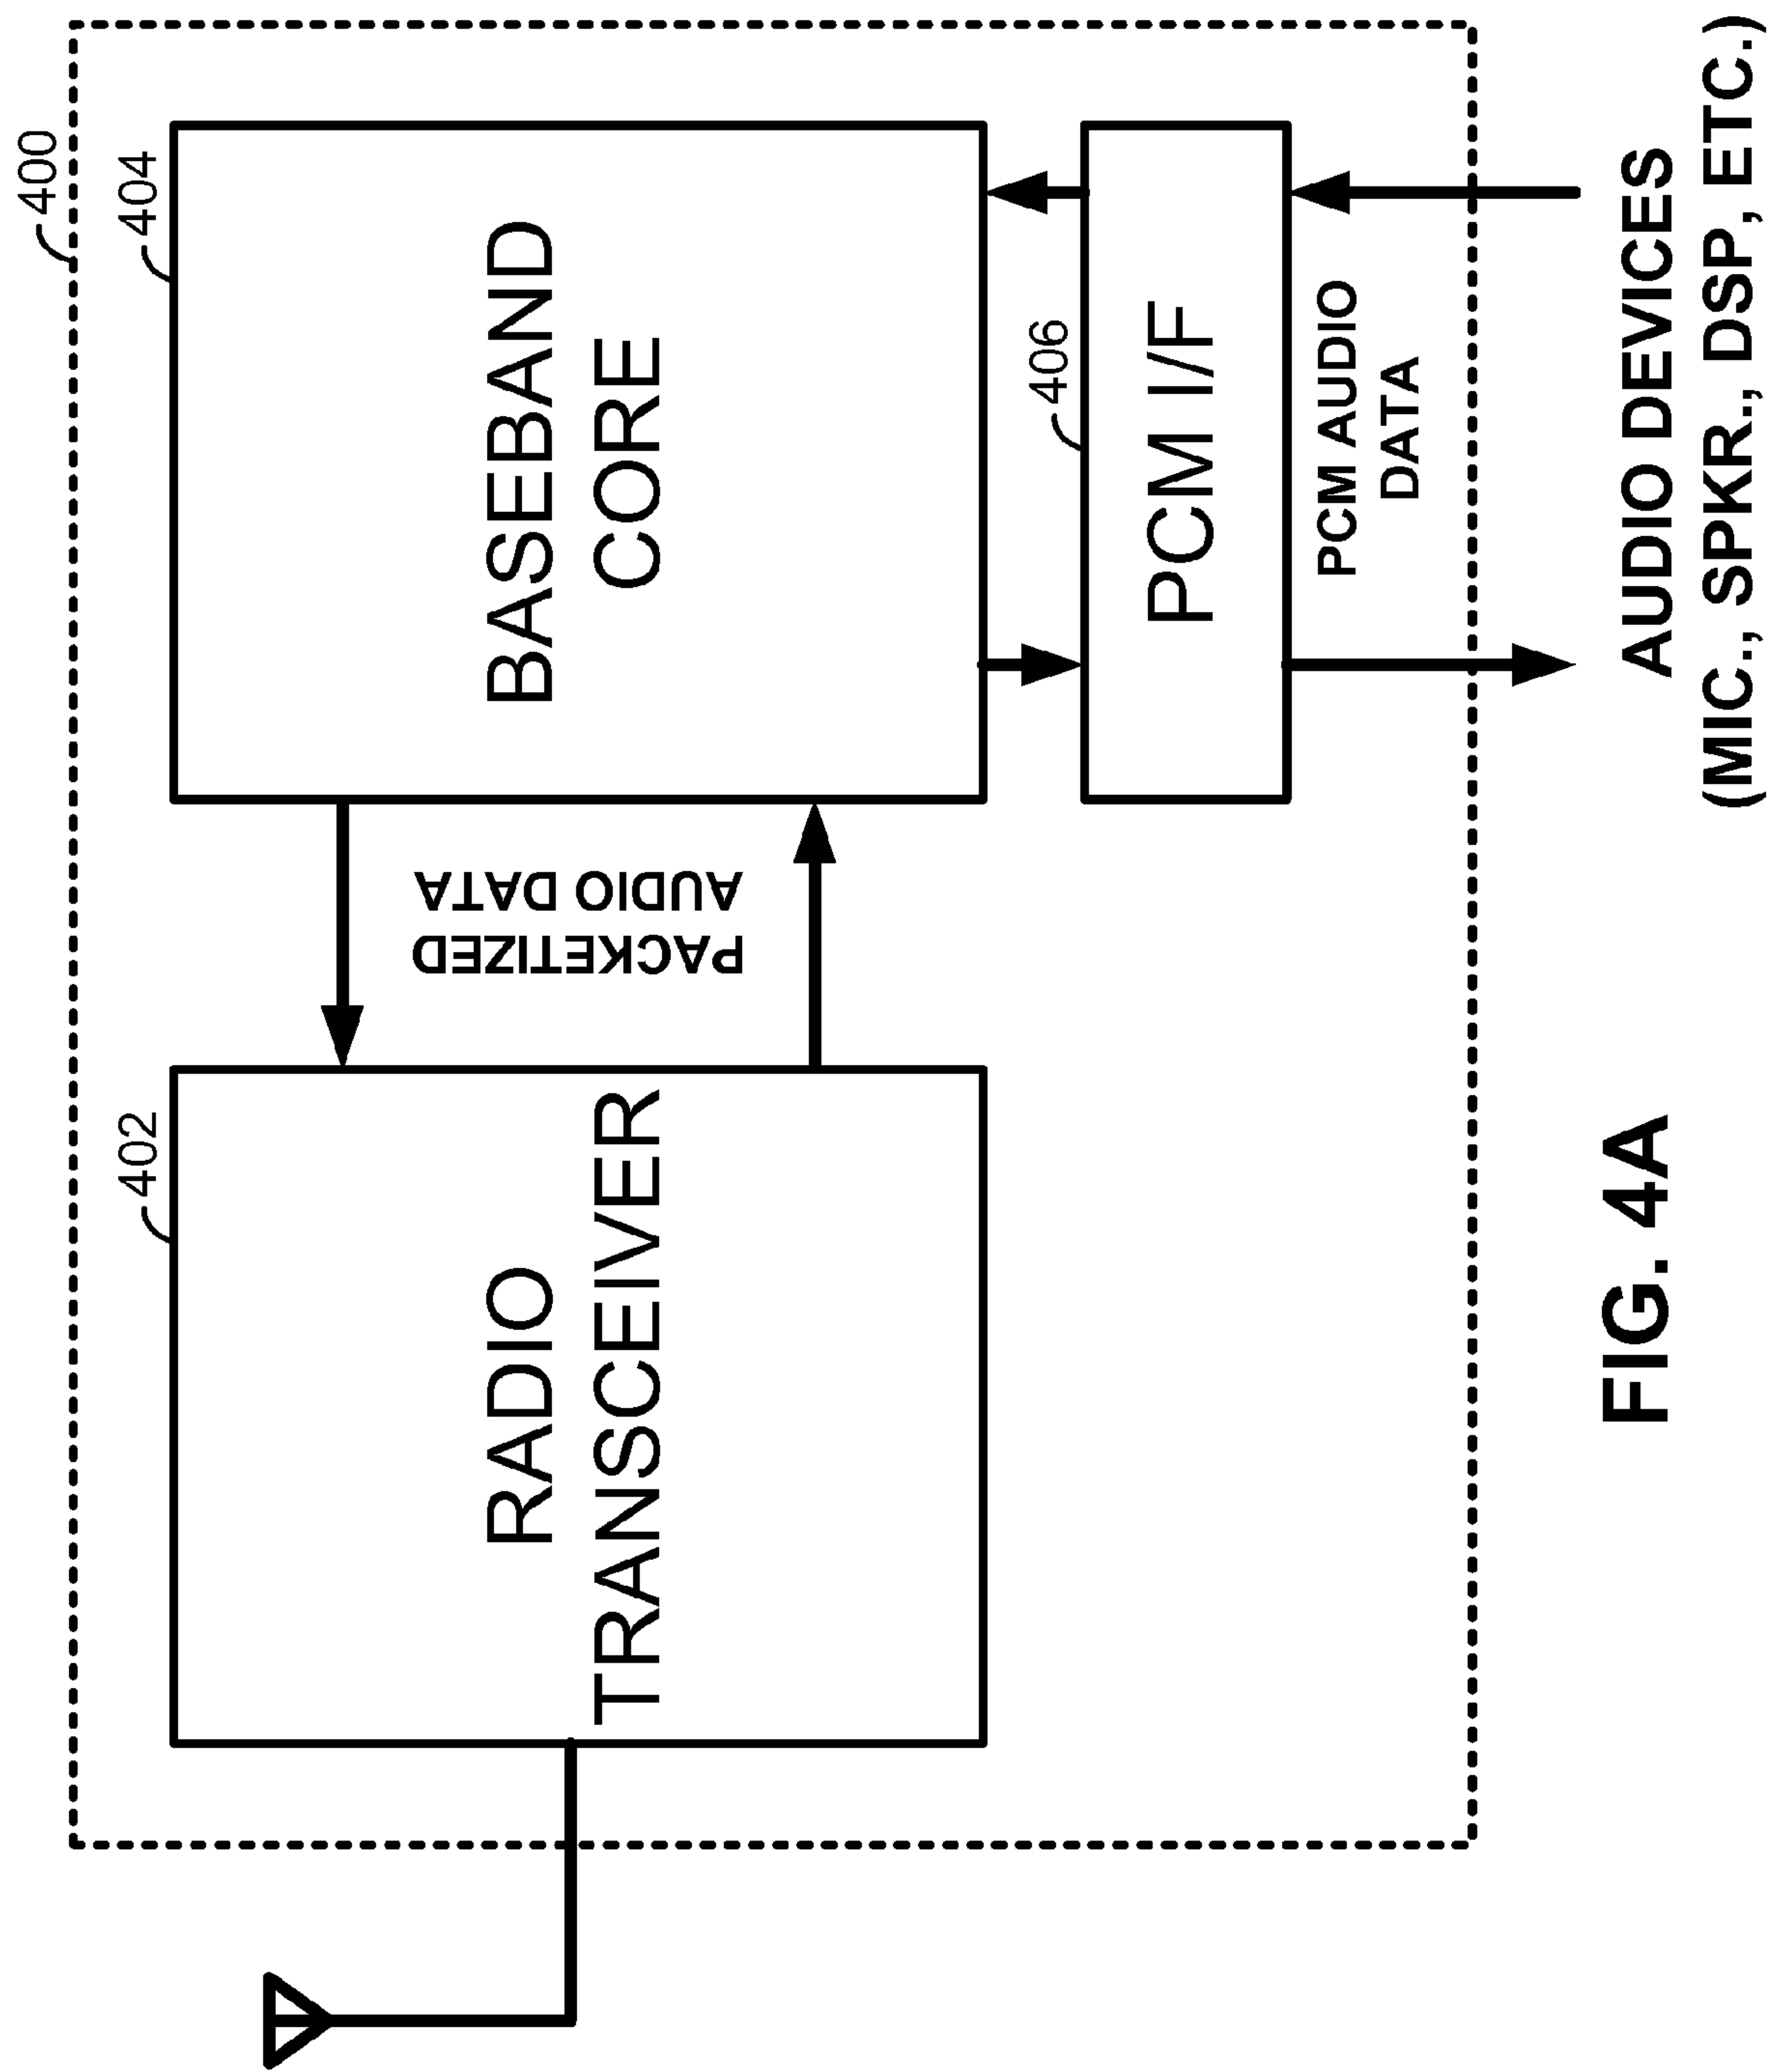 400
402
404
RADIO
TRANSCEIVER
PACKETIZED
AUDIO DATA
BASEBAND
CORE
406
PCM I/F
PCM AUDIO
DATA
AUDIO DEVICES
(MIC., SPKR., DSP, ETC.)
FIG. 4A